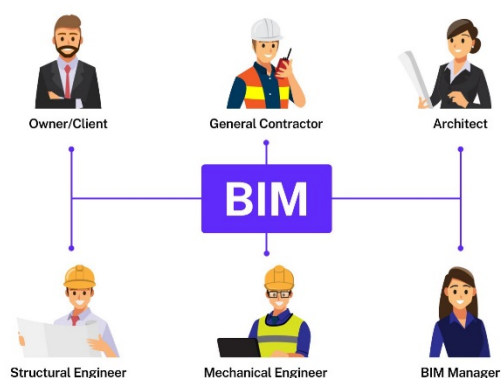 Owner/Client
General Contractor
Architect
BIM
Structural Engineer
Mechanical Engineer
BIM Manager